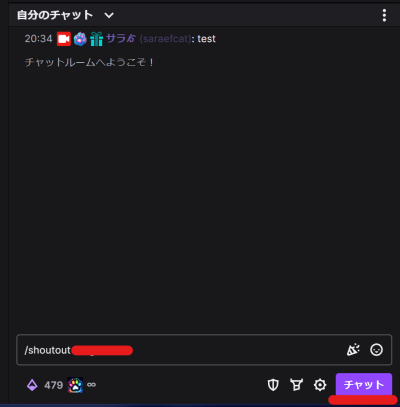 自分のチャット
20:34 サラゑ (saraefcat): test
チャットルームへようこそ！
/shoutout
479 ∞
チャット